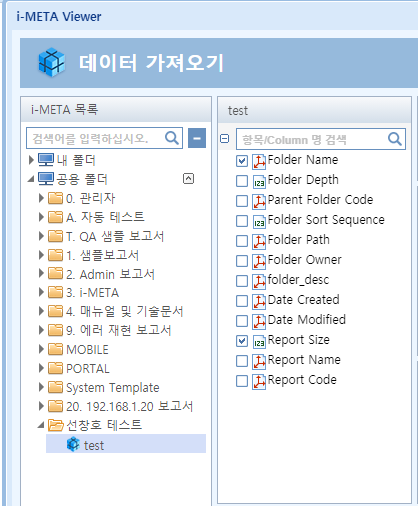 i-META Viewer
데이터 가져오기
i-META 목록
검색어를 입력하십시오.
내 폴더
공용 폴더
0. 관리자
A. 자동 테스트
T. QA 샘플 보고서
1. 샘플보고서
2. Admin 보고서
3. i-META
4. 매뉴얼 및 기술문서
9. 에러 재현 보고서
MOBILE
PORTAL
System Template
20. 192.168.1.20 보고서
선창호 테스트
test
test
항목/Column 명 검색
Folder Name
123 Folder Depth
Parent Folder Code
123 Folder Sort Sequence
Folder Path
Folder Owner
folder_desc
Date Created
Date Modified
123 Report Size
Report Name
Report Code